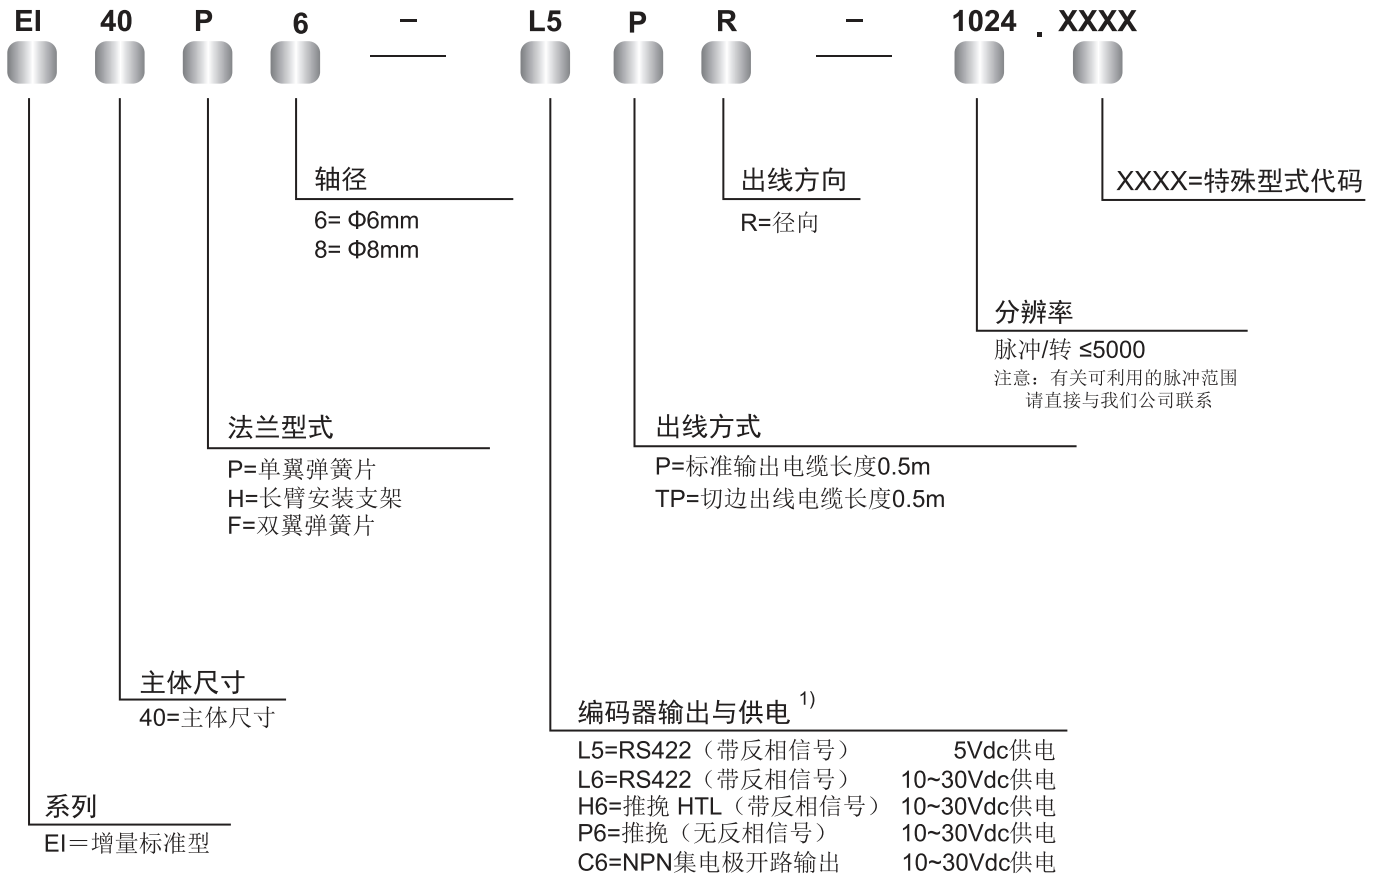 EI 40 P 6 – L5 P R – 1024 . XXXX
轴径
6= Φ6mm
8= Φ8mm
出线方向
R=径向
XXXX=特殊型式代码
分辨率
脉冲/转 ≤5000
注意：有关可利用的脉冲范围
请直接与我们公司联系
法兰型式
P=单翼弹簧片
H=长臂安装支架
F=双翼弹簧片
出线方式
P=标准输出电缆长度0.5m
TP=切边出线电缆长度0.5m
主体尺寸
40=主体尺寸
编码器输出与供电 1)
L5=RS422（带反相信号） 5Vdc供电
L6=RS422（带反相信号） 10~30Vdc供电
H6=推挽 HTL（带反相信号） 10~30Vdc供电
P6=推挽（无反相信号） 10~30Vdc供电
C6=NPN集电极开路输出 10~30Vdc供电
系列
EI=增量标准型